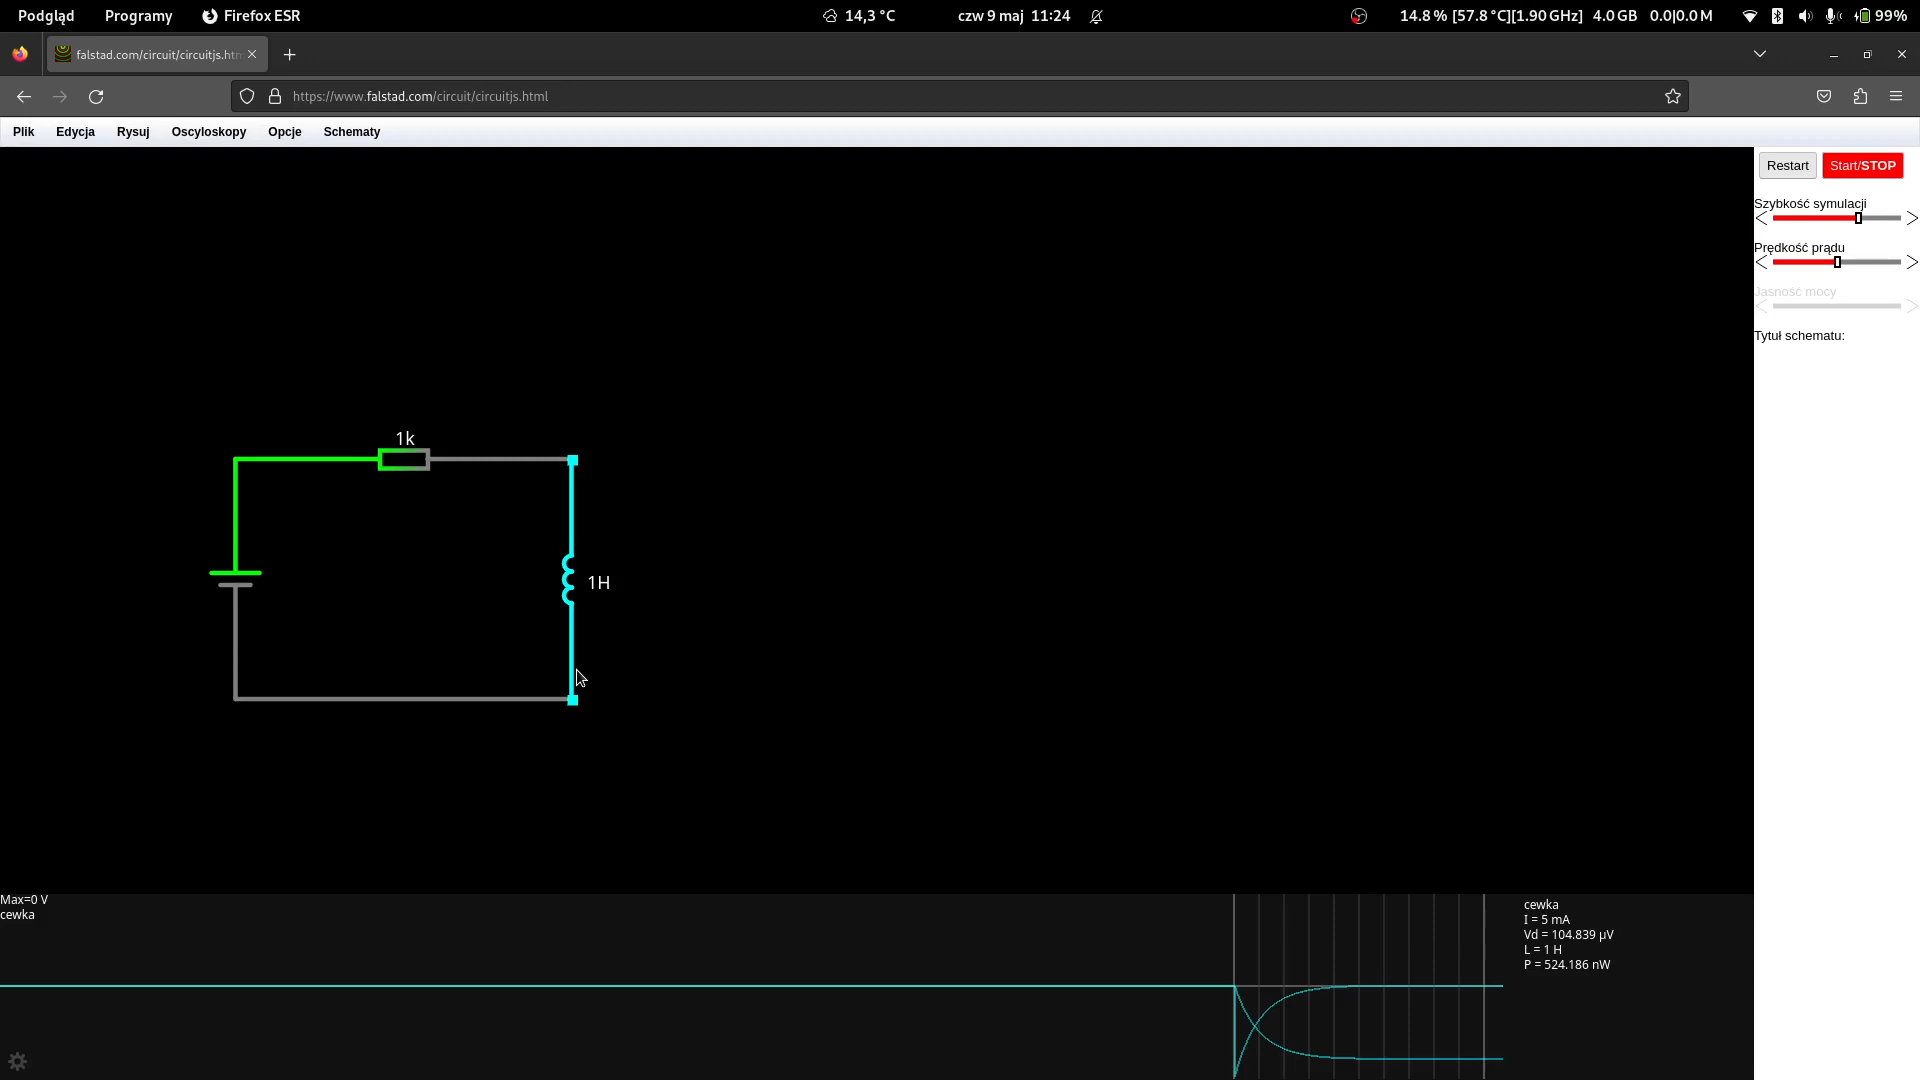 Podgląd Programy Firefox ESR 14,3 °C czw 9 maj 11:24 14.8 % [57.8 °C][1.90 GHz] 4.0 GB 0.0|0.0 M 99%
falstad.com/circuit/circuitjs.htm
https://www.falstad.com/circuit/circuitjs.html
Plik Edycja Rysuj Oscyloskopy Opcje Schematy
Restart Start/STOP
Szybkość symulacji
Prędkość prądu
Jasność mocy
Tytuł schematu:
1k
1H
Max=0 V
cewka
cewka
I = 5 mA
Vd = 104.839 μV
L = 1 H
P = 524.186 nW